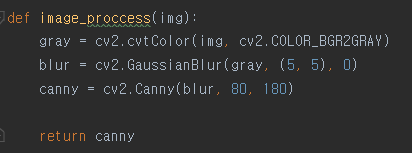 def image_proccess(img):
    gray = cv2.cvtColor(img, cv2.COLOR_BGR2GRAY)
    blur = cv2.GaussianBlur(gray, (5, 5), 0)
    canny = cv2.Canny(blur, 80, 180)
    return canny